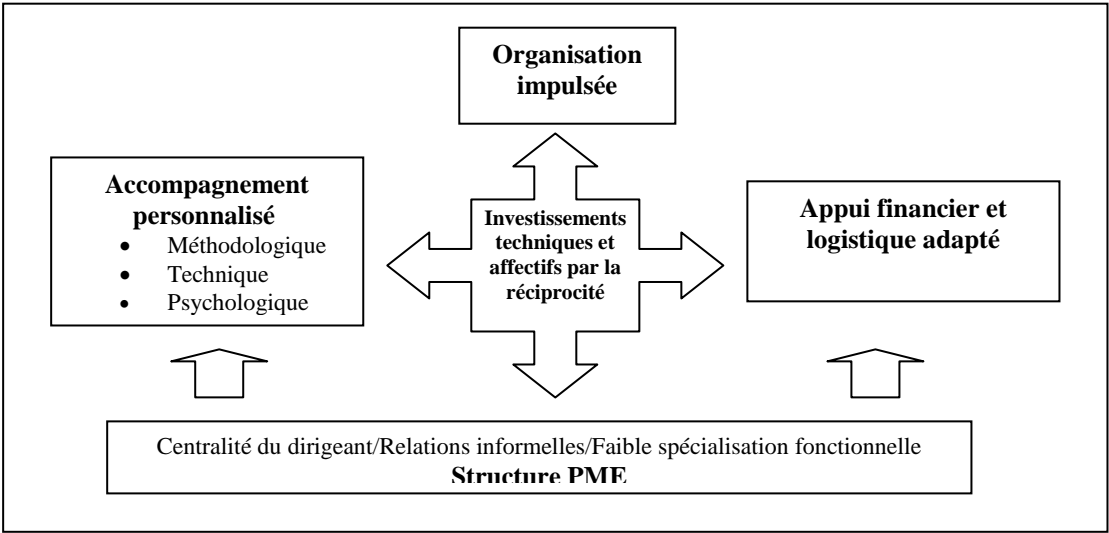 Organisation
impulsée
Accompagnement
personnalisé
• Méthodologique
• Technique
• Psychologique
Investissements
techniques et
affectifs par la
réciprocité
Appui financier et
logistique adapté
Centralité du dirigeant/Relations informelles/Faible spécialisation fonctionnelle
Structure PME